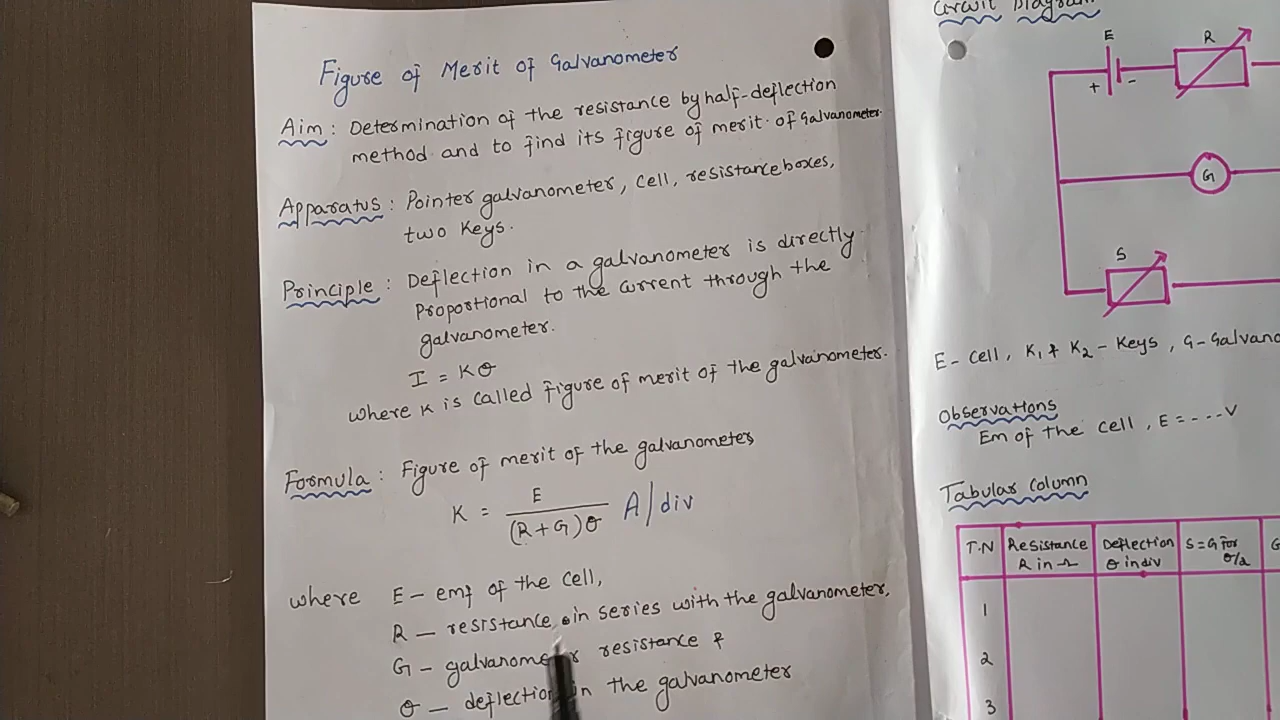 Figure of Merit of Galvanometer
Aim: Determination of the resistance by half-deflection
method and to find its figure of merit of Galvanometer.
Apparatus: Pointer galvanometer, cell, resistance boxes,
two keys.
Principle: Deflection in a galvanometer is directly
proportional to the current through the
galvanometer.
I = Kθ
where K is called figure of merit of the galvanometer.
Formula: Figure of merit of the galvanometer
K = E / (R+G)θ A/div
where E - emf of the cell,
R - resistance in series with the galvanometer,
G - galvanometer resistance &
θ - deflection in the galvanometer
Circuit Diagram
E
R
+ -
G
S
E - Cell, K1 & K2 - Keys, G - Galvano
Observations
Em of the cell, E = ---V
Tabular column
T.N Resistance R in Ω Deflection θ in div S=G for θ/2 G
1
2
3